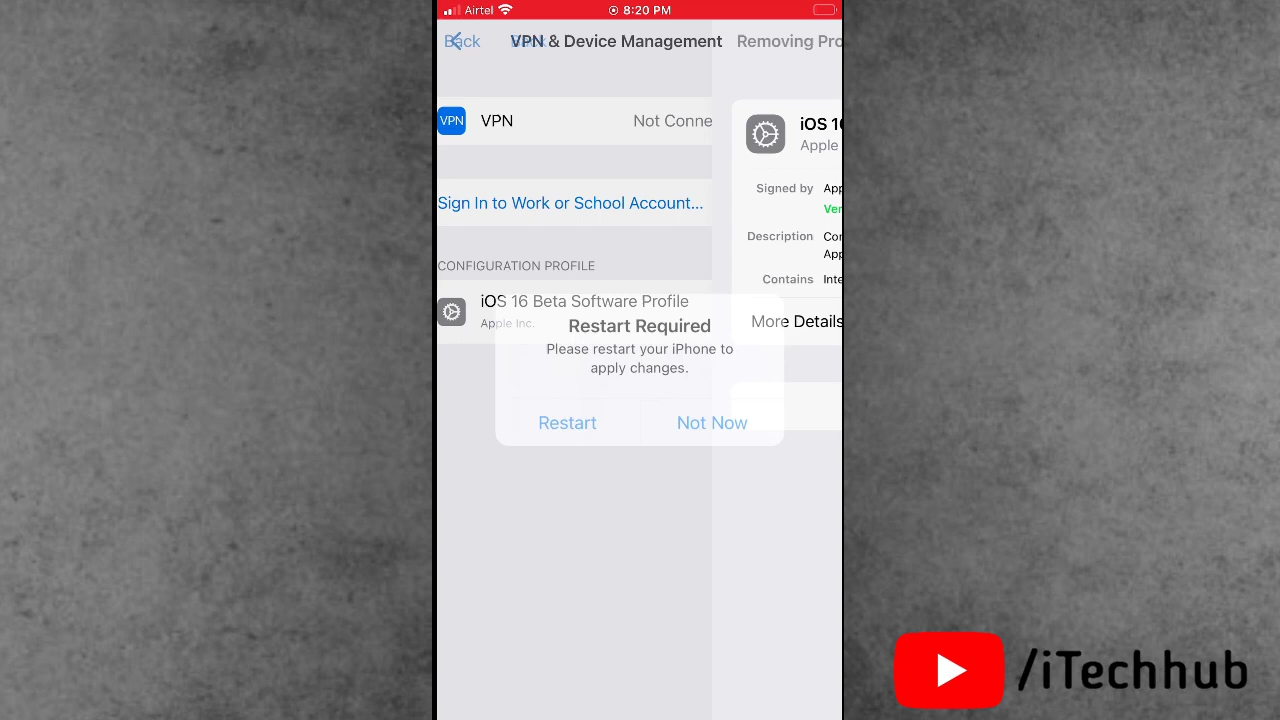 Airtel 8:20 PM
Back Back VPN & Device Management Removing Pro
VPN VPN Not Conne
Sign In to Work or School Account...
CONFIGURATION PROFILE
iOS 16 Beta Software Profile
Apple Inc.
iOS 16
Apple
Signed by App
Ver
Description Con
App
Contains Inte
More Details
Restart Required
Please restart your iPhone to
apply changes.
Restart Not Now
/iTechhub